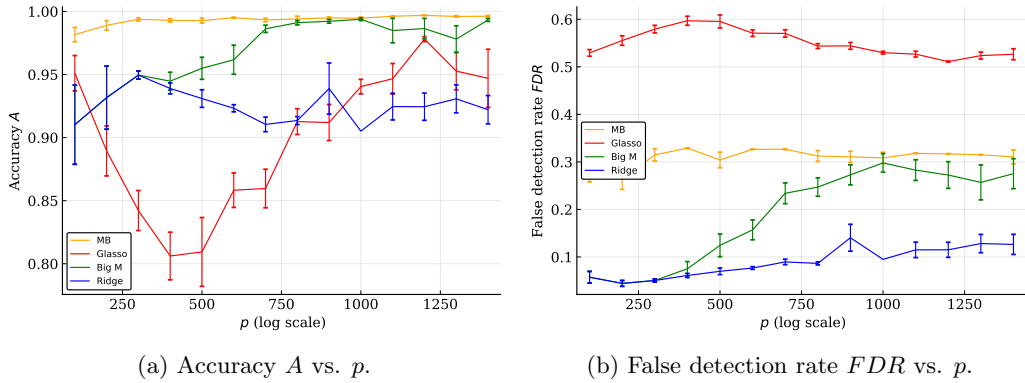 1.00
0.95
0.90
0.85
0.80
Accuracy A
MB
Glasso
Big M
Ridge
250
500
750
1000
1250
p (log scale)
(a) Accuracy A vs. p.
0.6
0.5
0.4
0.3
0.2
0.1
False detection rate FDR
MB
Glasso
Big M
Ridge
250
500
750
1000
1250
p (log scale)
(b) False detection rate FDR vs. p.